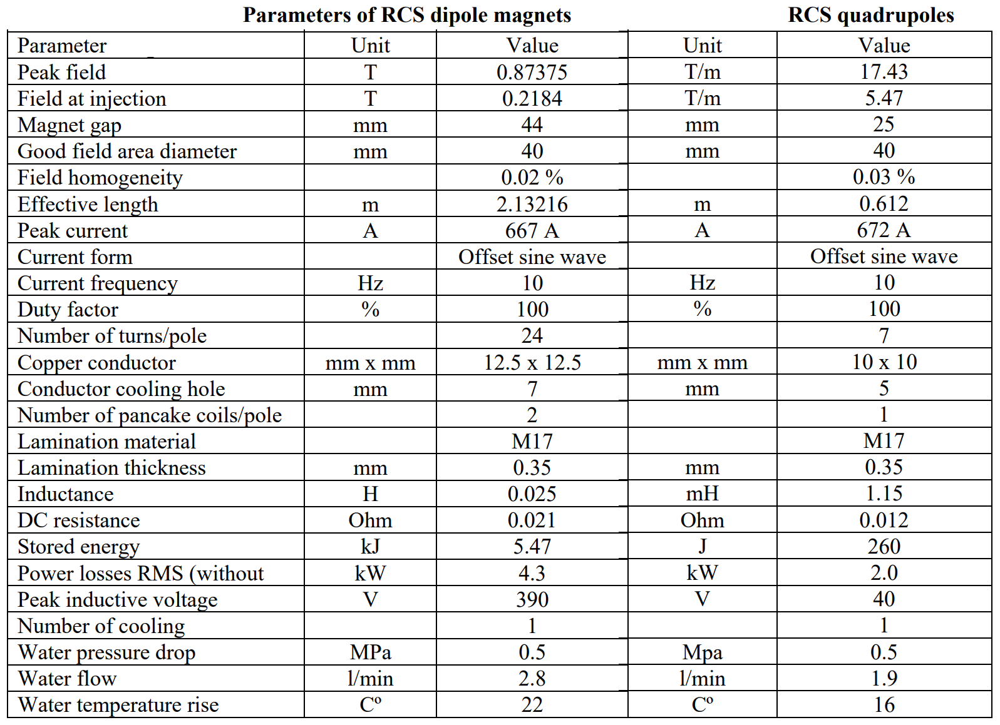 Parameters of RCS dipole magnets RCS quadrupoles
Parameter Unit Value Unit Value
Peak field T 0.87375 T/m 17.43
Field at injection T 0.2184 T/m 5.47
Magnet gap mm 44 mm 25
Good field area diameter mm 40 mm 40
Field homogeneity 0.02 % 0.03 %
Effective length m 2.13216 m 0.612
Peak current A 667 A A 672 A
Current form Offset sine wave Offset sine wave
Current frequency Hz 10 Hz 10
Duty factor % 100 % 100
Number of turns/pole 24 7
Copper conductor mm x mm 12.5 x 12.5 mm x mm 10 x 10
Conductor cooling hole mm 7 mm 5
Number of pancake coils/pole 2 1
Lamination material M17 M17
Lamination thickness mm 0.35 mm 0.35
Inductance H 0.025 mH 1.15
DC resistance Ohm 0.021 Ohm 0.012
Stored energy kJ 5.47 J 260
Power losses RMS (without kW 4.3 kW 2.0
Peak inductive voltage V 390 V 40
Number of cooling 1 1
Water pressure drop MPa 0.5 Mpa 0.5
Water flow l/min 2.8 l/min 1.9
Water temperature rise Cº 22 Cº 16